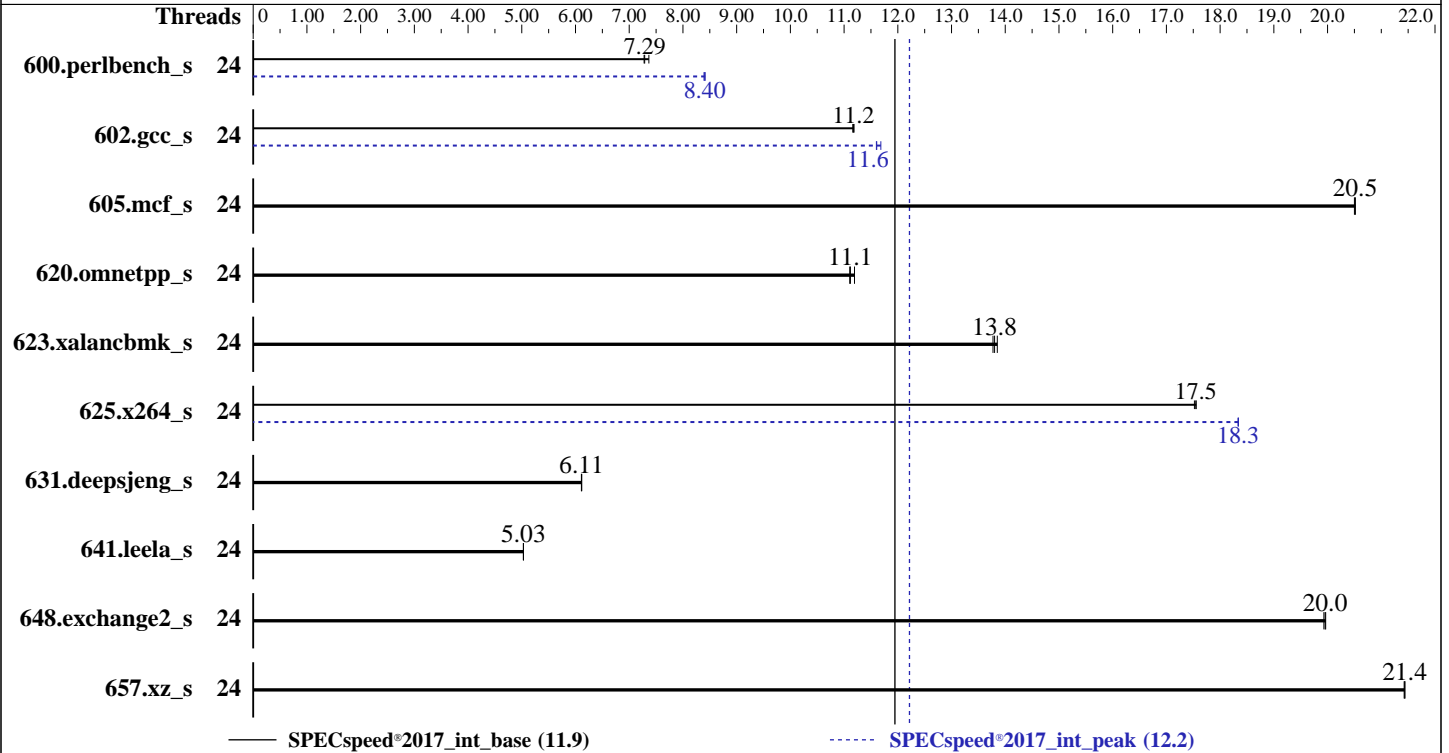 Threads 0 1.00 2.00 3.00 4.00 5.00 6.00 7.00 8.00 9.00 10.0 11.0 12.0 13.0 14.0 15.0 16.0 17.0 18.0 19.0 20.0 22.0
7.29
600.perlbench_s 24
8.40
11.2
602.gcc_s 24
11.6
20.5
605.mcf_s 24
11.1
620.omnetpp_s 24
13.8
623.xalancbmk_s 24
17.5
625.x264_s 24
18.3
6.11
631.deepsjeng_s 24
5.03
641.leela_s 24
20.0
648.exchange2_s 24
21.4
657.xz_s 24
SPECspeed®2017_int_base (11.9) SPECspeed®2017_int_peak (12.2)